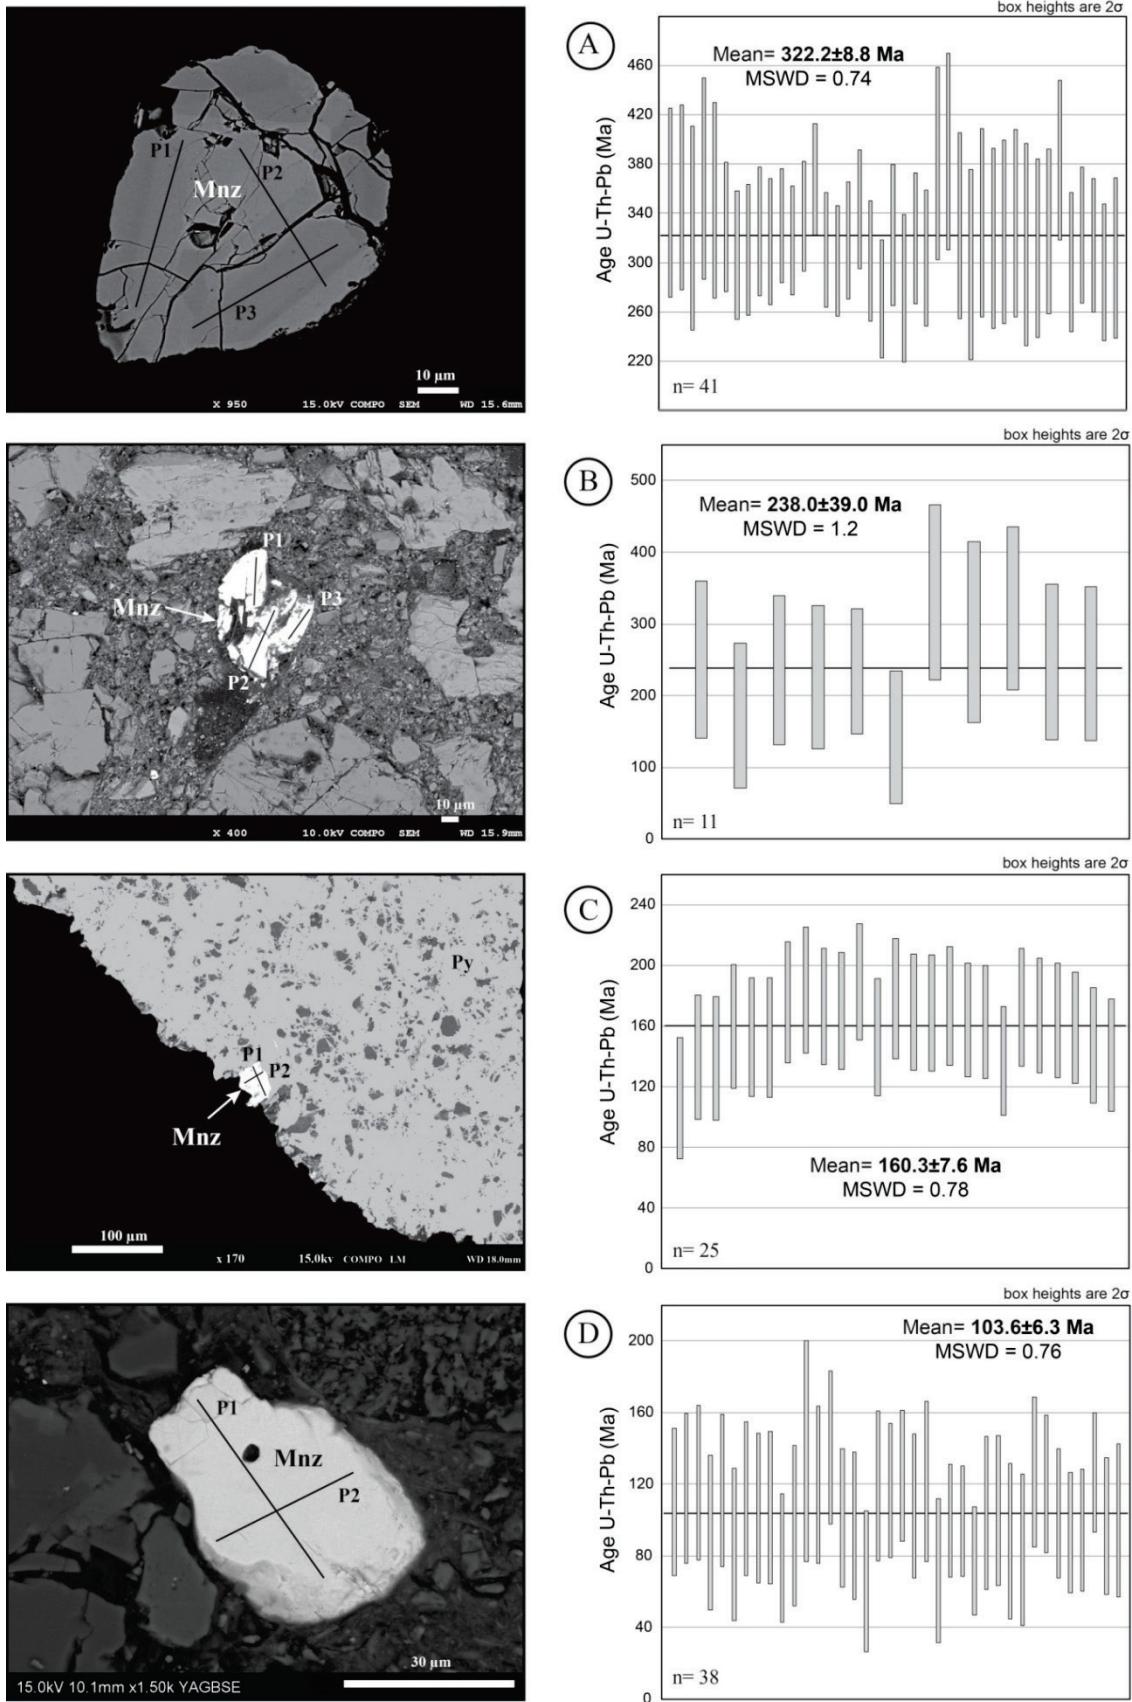 P1
P2
Mnz
P3
10 µm
X 950 15.0kV COMPO SEM WD 15.6mm
box heights are 2σ
A
Mean= 322.2±8.8 Ma
MSWD = 0.74
Age U-Th-Pb (Ma)
460
420
380
340
300
260
220
n= 41
P1
P3
Mnz
P2
10 µm
X 400 10.0kV COMPO SEM WD 15.9mm
box heights are 2σ
B
Mean= 238.0±39.0 Ma
MSWD = 1.2
Age U-Th-Pb (Ma)
500
400
300
200
100
0
n= 11
Py
P1
P2
Mnz
100 µm
x 170 15.0kv COMPO LM WD 18.0mm
box heights are 2σ
C
Age U-Th-Pb (Ma)
240
200
160
120
80
40
0
Mean= 160.3±7.6 Ma
MSWD = 0.78
n= 25
P1
Mnz
P2
30 µm
15.0kV 10.1mm x1.50k YAGBSE
box heights are 2σ
D
Mean= 103.6±6.3 Ma
MSWD = 0.76
Age U-Th-Pb (Ma)
200
160
120
80
40
0
n= 38